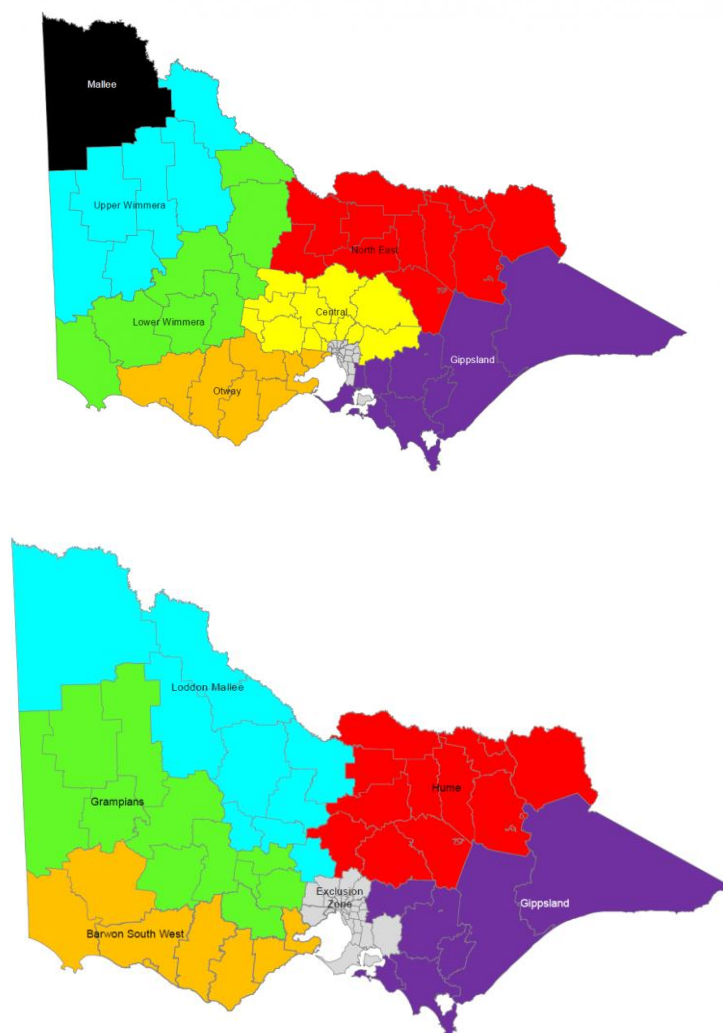 Mallee
Upper Wimmera
North East
Central
Lower Wimmera
Gippsland
Otway
Loddon Mallee
Hume
Grampians
Exclusion
Zone
Gippsland
Barwon South West